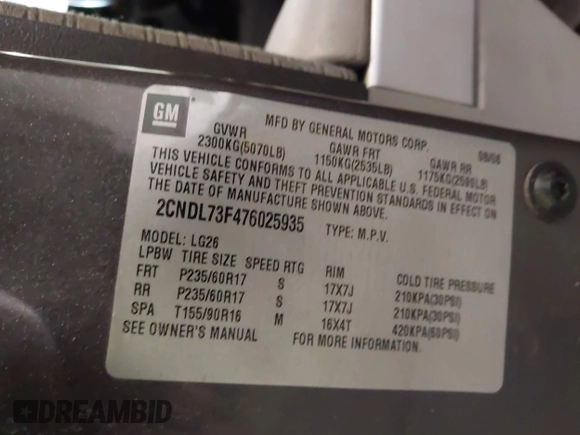 GM
MFD BY GENERAL MOTORS CORP. 08/06
GVWR GAWR FRT GAWR RR
2300KG(5070LB) 1150KG(2535LB) 1175KG(2590LB)
THIS VEHICLE CONFORMS TO ALL APPLICABLE U.S. FEDERAL MOTOR
VEHICLE SAFETY AND THEFT PREVENTION STANDARDS IN EFFECT ON
THE DATE OF MANUFACTURE SHOWN ABOVE.
2CNDL73F476025935 TYPE: M.P.V.
MODEL: LG26
LPBW TIRE SIZE SPEED RTG RIM COLD TIRE PRESSURE
FRT P235/60R17 S 17X7J 210KPA(30PSI)
RR P235/60R17 S 17X7J 210KPA(30PSI)
SPA T155/90R16 M 16X4T 420KPA(60PSI)
SEE OWNER'S MANUAL FOR MORE INFORMATION.
DREAMBID